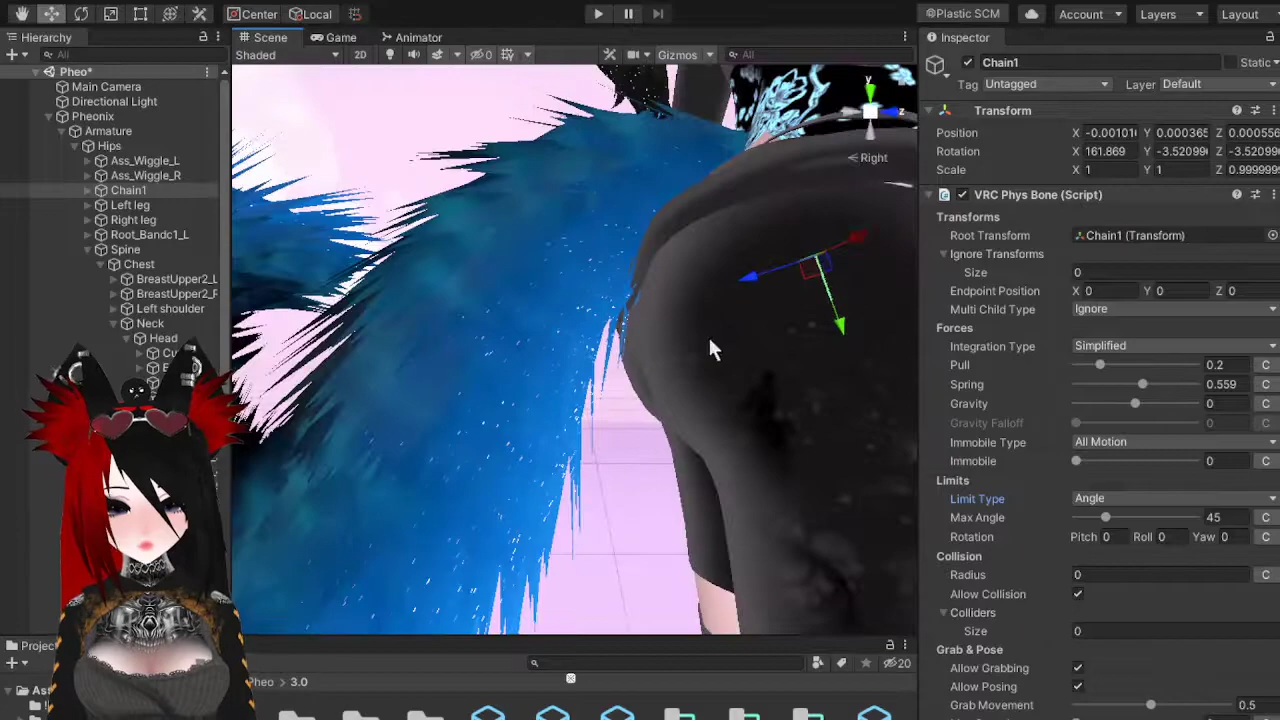 Center
Local
Plastic SCM
Account
Layers
Layout
Hierarchy
Scene
Game
Animator
Inspector
All
Shaded
2D
0
Gizmos
All
Chain1
Static
Tag Untagged
Layer Default
Pheo*
Main Camera
Directional Light
Pheonix
Armature
Hips
Ass_Wiggle_L
Ass_Wiggle_R
Chain1
Left leg
Right leg
Root_Bandc1_L
Spine
Chest
BreastUpper2_L
Left shoulder
Neck
Head
y
z
Right
Transform
Position X -0.001010 Y 0.000365 Z 0.000556
Rotation X 161.869 Y -3.520990 Z -3.520990
Scale X 1 Y 1 Z 0.999999
VRC Phys Bone (Script)
Transforms
Root Transform Chain1 (Transform)
Ignore Transforms
Size 0
Endpoint Position X 0 Y 0 Z 0
Multi Child Type Ignore
Forces
Integration Type Simplified
Pull 0.2 C
Spring 0.559 C
Gravity 0 C
Gravity Falloff 0 C
Immobile Type All Motion
Immobile 0 C
Limits
Limit Type Angle
Max Angle 45 C
Rotation Pitch 0 Roll 0 Yaw 0 C
Collision
Radius 0 C
Allow Collision
Colliders
Size 0
Grab & Pose
Allow Grabbing
Allow Posing
Grab Movement 0.5
Project
20
Pheo > 3.0